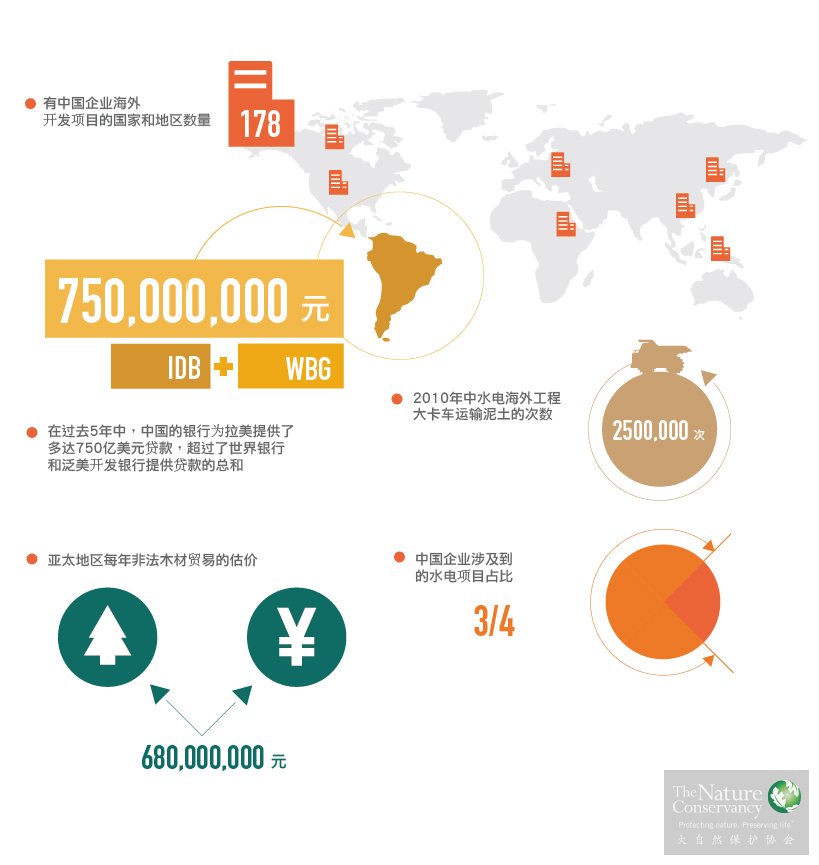 有中国企业海外
开发项目的国家和地区数量
178
750,000,000 元
IDB + WBG
在过去5年中，中国的银行为拉美提供了
多达750亿美元贷款，超过了世界银行
和泛美开发银行提供贷款的总和
2010年中水电海外工程
大卡车运输泥土的次数
2500,000 次
亚太地区每年非法木材贸易的估价
¥
680,000,000 元
中国企业涉及到
的水电项目占比
3/4
The Nature
Conservancy
Protecting nature. Preserving life.™
大自然保护协会